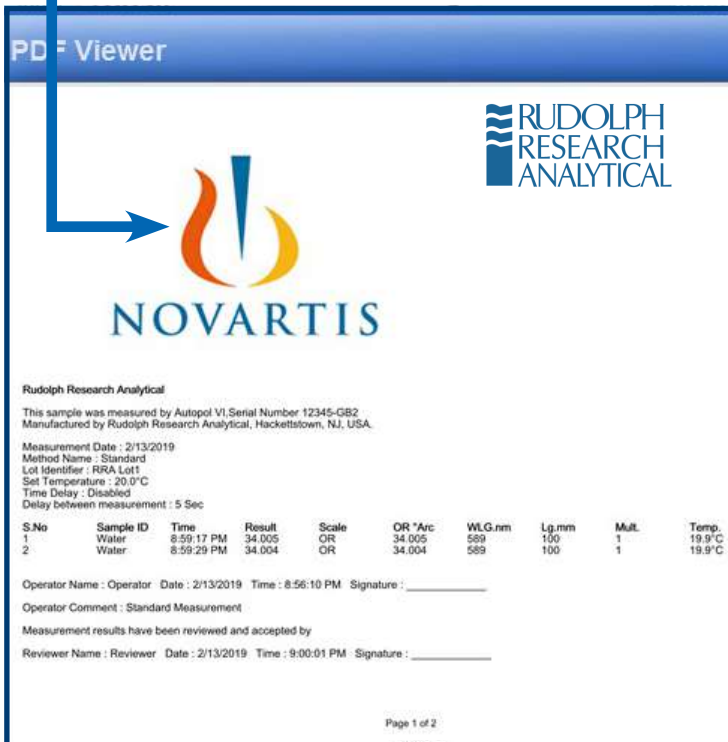 PDF Viewer
RUDOLPH
RESEARCH
ANALYTICAL
NOVARTIS
Rudolph Research Analytical
This sample was measured by Autopol VI,Serial Number 12345-GB2
Manufactured by Rudolph Research Analytical, Hackettstown, NJ, USA.
Measurement Date : 2/13/2019
Method Name : Standard
Lot Identifier : RRA Lot1
Set Temperature : 20.0°C
Time Delay : Disabled
Delay between measurement : 5 Sec
S.No Sample ID Time Result Scale OR °Arc WLG.nm Lg.mm Mult. Temp.
1 Water 8:59:17 PM 34.005 OR 34.005 589 100 1 19.9°C
2 Water 8:59:29 PM 34.004 OR 34.004 589 100 1 19.9°C
Operator Name : Operator Date : 2/13/2019 Time : 8:56:10 PM Signature : ____________
Operator Comment : Standard Measurement
Measurement results have been reviewed and accepted by
Reviewer Name : Reviewer Date : 2/13/2019 Time : 9:00:01 PM Signature : ____________
Page 1 of 2